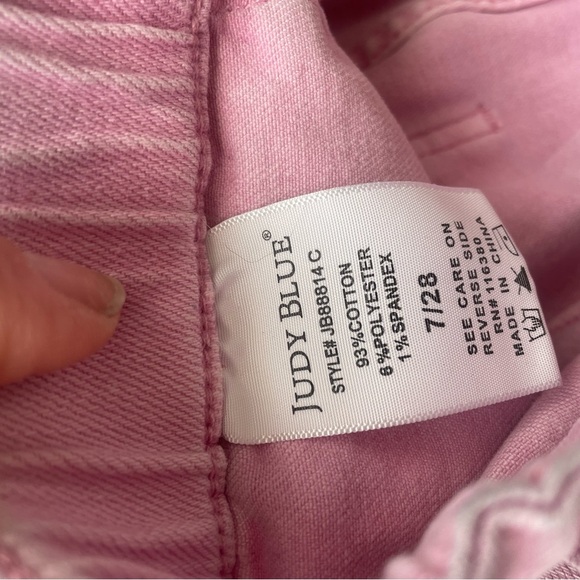 JUDY BLUE®
STYLE# JB88814 C
93%COTTON
6%POLYESTER
1%SPANDEX
7/28
SEE CARE ON
REVERSE SIDE
RN# 116380
MADE IN CHINA